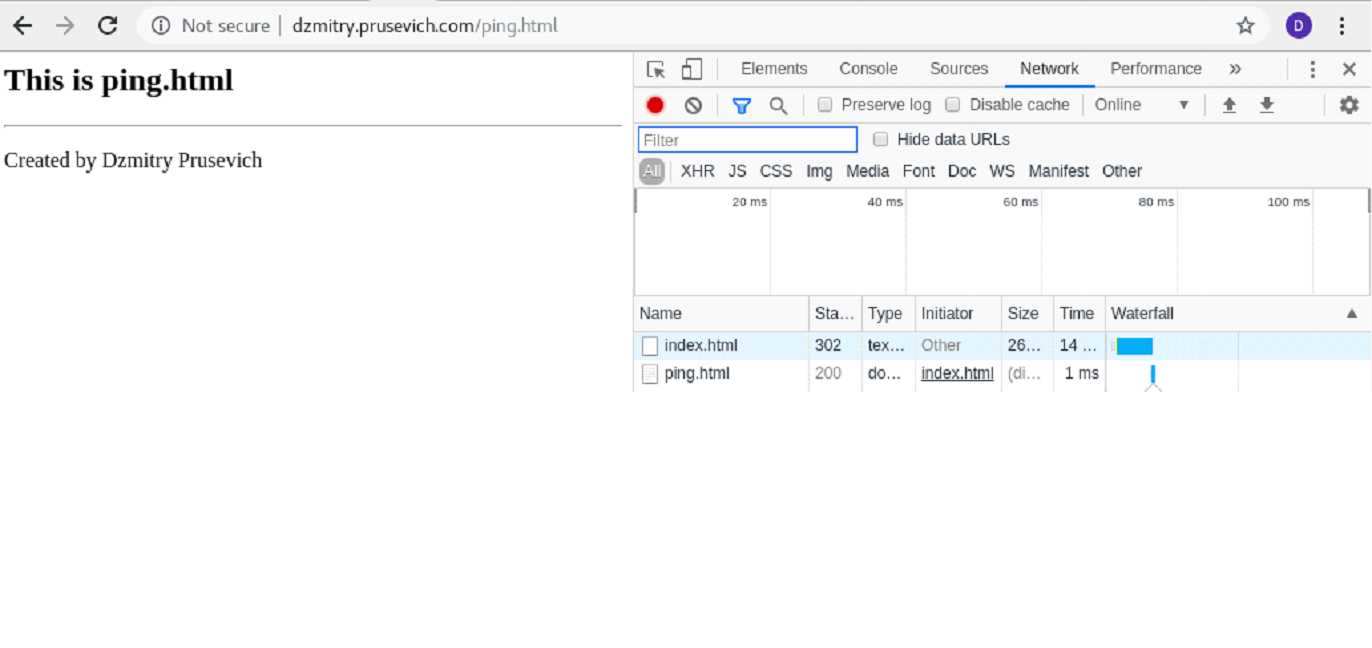 Not secure | dzmitry.prusevich.com/ping.html
D
This is ping.html
Created by Dzmitry Prusevich
Elements Console Sources Network Performance »
Preserve log Disable cache Online ▼
Filter Hide data URLs
All XHR JS CSS Img Media Font Doc WS Manifest Other
20 ms 40 ms 60 ms 80 ms 100 ms
Name Sta... Type Initiator Size Time Waterfall ▲
index.html 302 tex... Other 26... 14 ...
ping.html 200 do... index.html (di... 1 ms